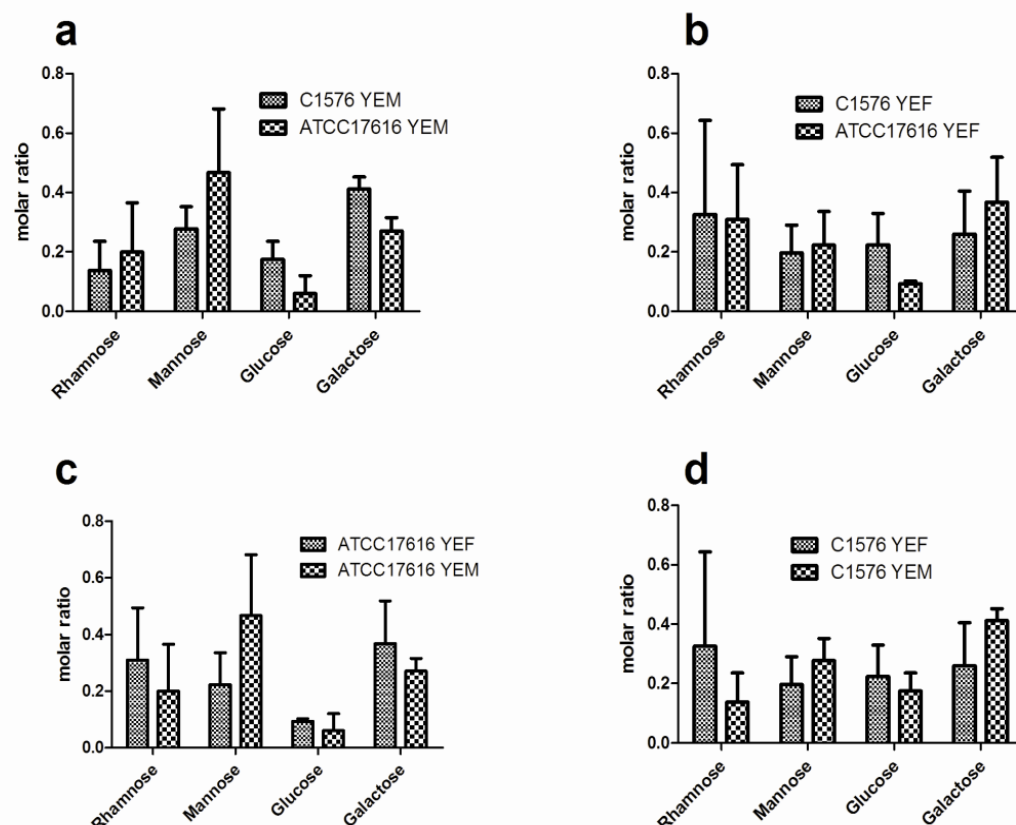 a
0.8
0.6
0.4
0.2
0.0
molar ratio
C1576 YEM
ATCC17616 YEM
Rhamnose
Mannose
Glucose
Galactose
b
0.8
0.6
0.4
0.2
0.0
molar ratio
C1576 YEF
ATCC17616 YEF
Rhamnose
Mannose
Glucose
Galactose
c
0.8
0.6
0.4
0.2
0.0
molar ratio
ATCC17616 YEF
ATCC17616 YEM
Rhamnose
Mannose
Glucose
Galactose
d
0.8
0.6
0.4
0.2
0.0
molar ratio
C1576 YEF
C1576 YEM
Rhamnose
Mannose
Glucose
Galactose